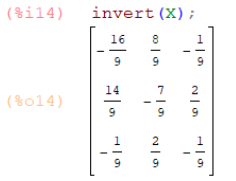 (%i14) invert(X);
(%o14) [ -16/9 8/9 -1/9 ]
[ 14/9 -7/9 2/9 ]
[ -1/9 2/9 -1/9 ]